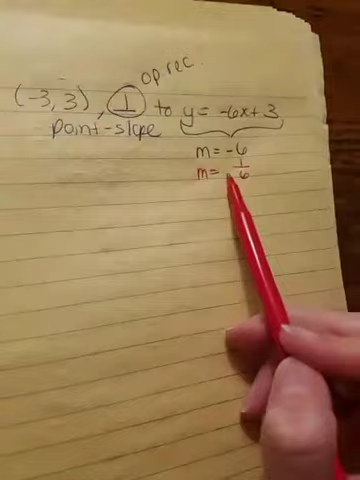 op rec.
(-3, 3), ⊥ to y = -6x + 3
point-slope
m = -6
m = 1/6